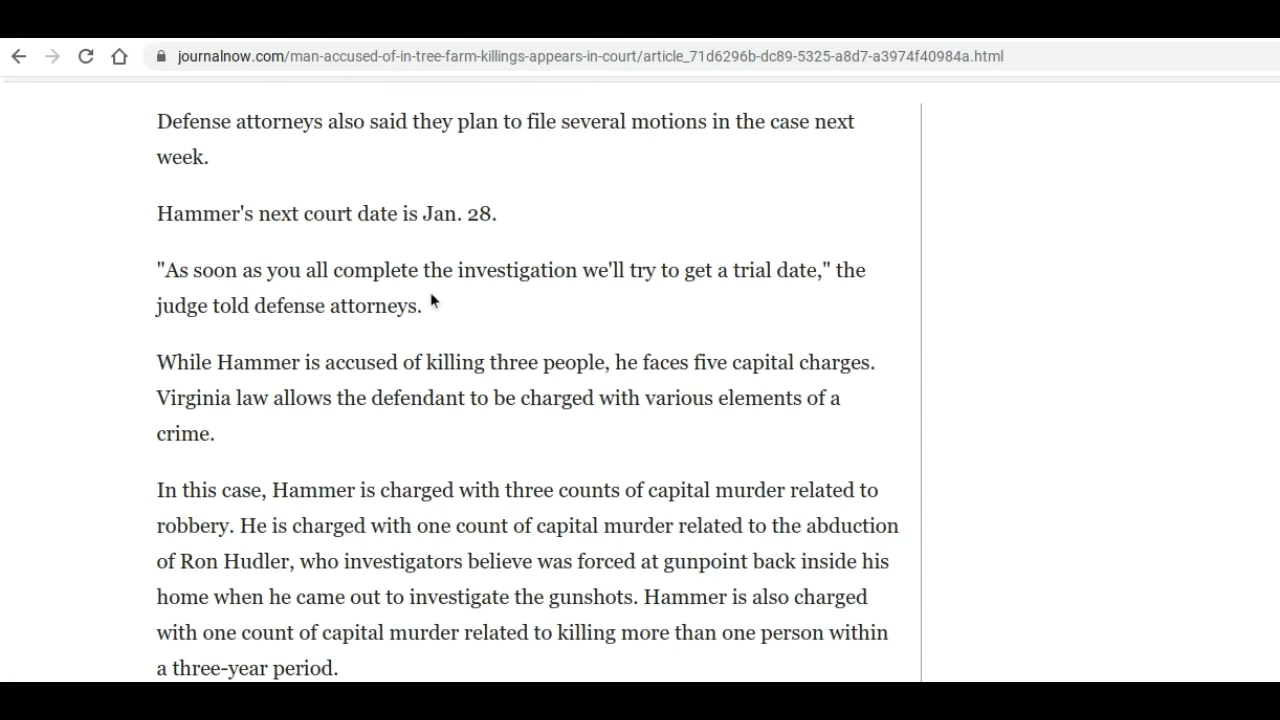 journalnow.com/man-accused-of-in-tree-farm-killings-appears-in-court/article_71d6296b-dc89-5325-a8d7-a3974f40984a.html
Defense attorneys also said they plan to file several motions in the case next
week.
Hammer's next court date is Jan. 28.
"As soon as you all complete the investigation we'll try to get a trial date," the
judge told defense attorneys.
While Hammer is accused of killing three people, he faces five capital charges.
Virginia law allows the defendant to be charged with various elements of a
crime.
In this case, Hammer is charged with three counts of capital murder related to
robbery. He is charged with one count of capital murder related to the abduction
of Ron Hudler, who investigators believe was forced at gunpoint back inside his
home when he came out to investigate the gunshots. Hammer is also charged
with one count of capital murder related to killing more than one person within
a three-year period.